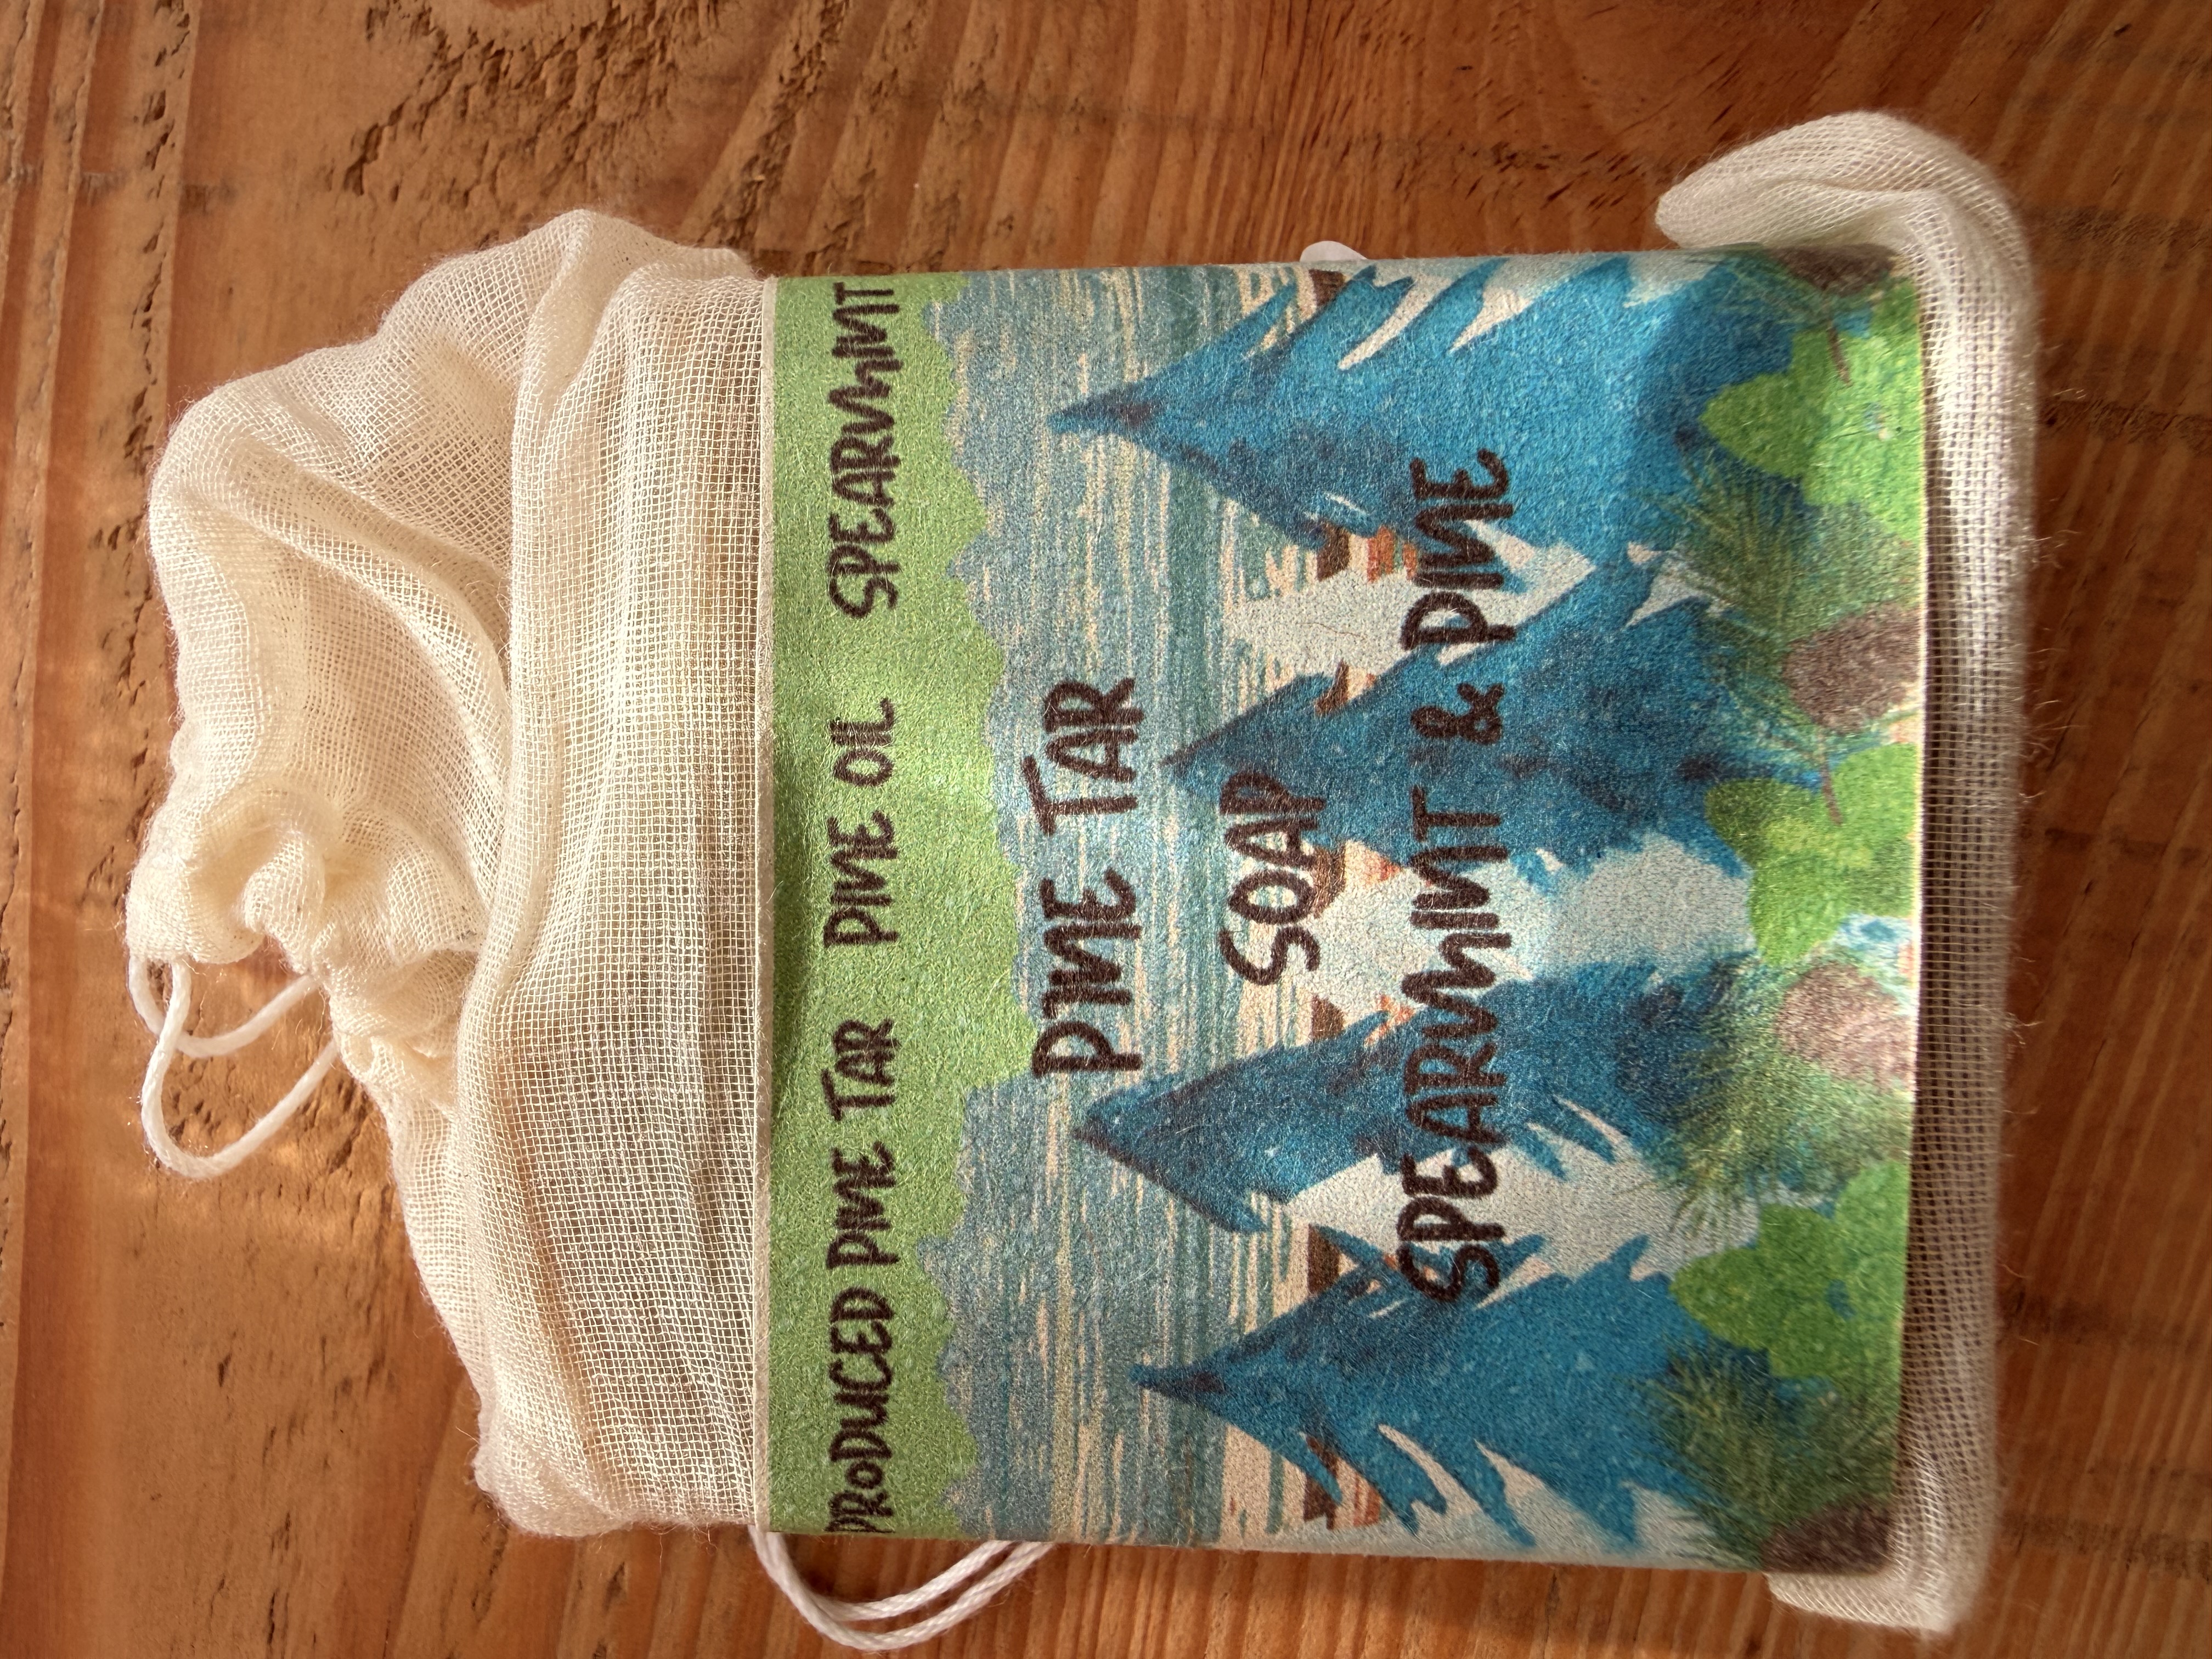 PRODUCED PINE TAR PINE OIL SPEARMINT
PINE TAR
SOAP
SPEARMINT & PINE